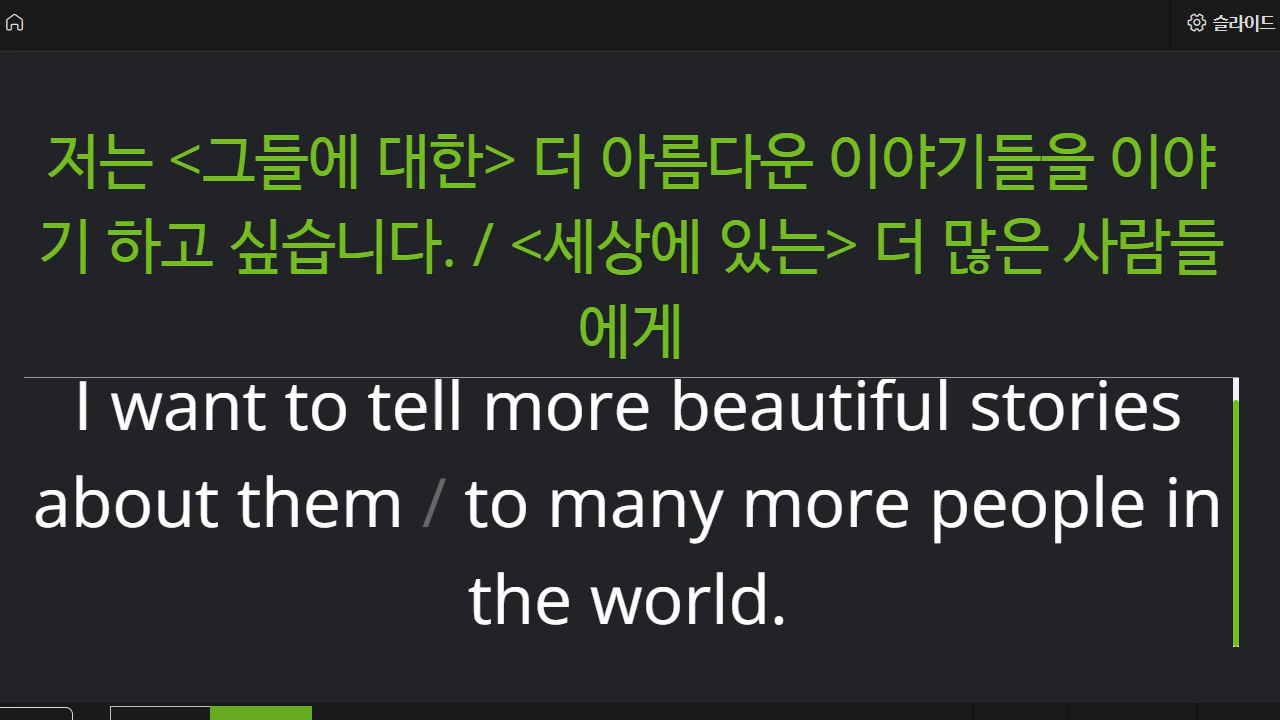 슬라이드
저는 <그들에 대한> 더 아름다운 이야기들을 이야
기 하고 싶습니다. / <세상에 있는> 더 많은 사람들
에게
I want to tell more beautiful stories
about them / to many more people in
the world.